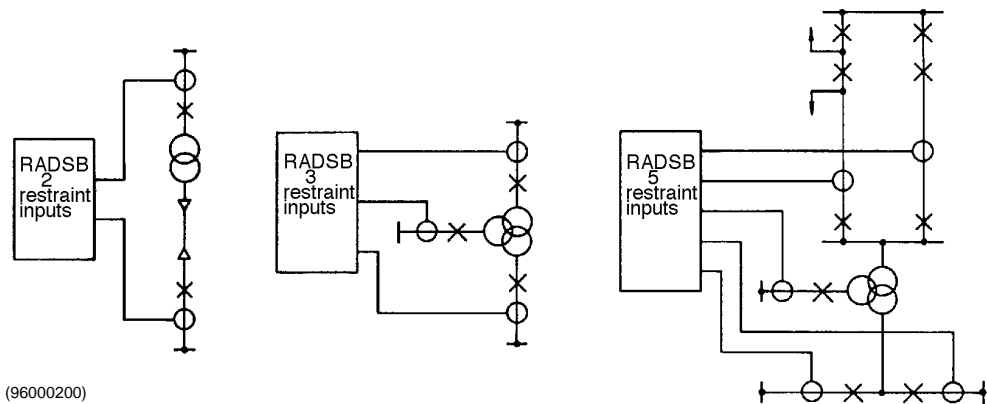 RADSB
2
restraint
inputs
RADSB
3
restraint
inputs
RADSB
5
restraint
inputs
(96000200)